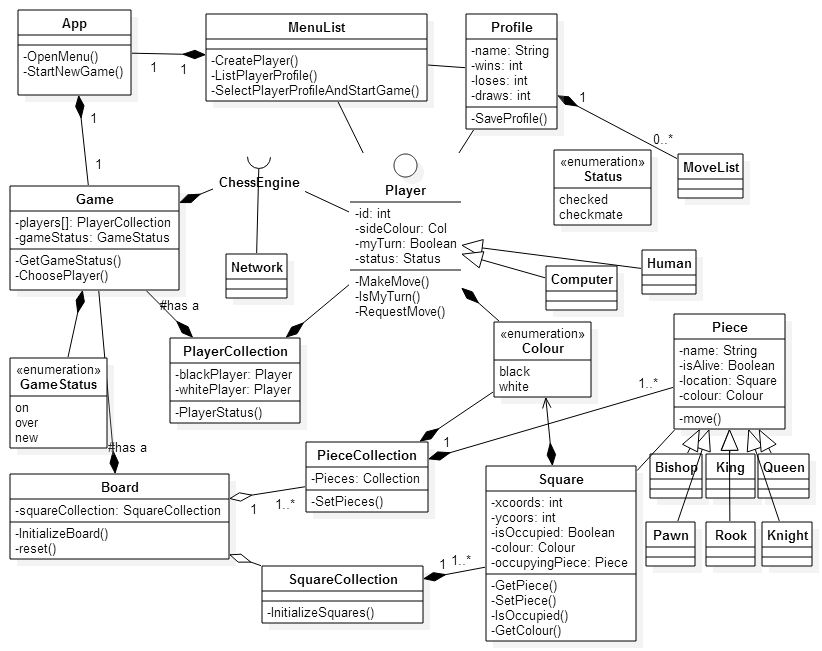 App
-OpenMenu()
-StartNewGame()
1
1
MenuList
-CreatePlayer()
-ListPlayerProfile()
-SelectPlayerProfileAndStartGame()
Profile
-name: String
-wins: int
-loses: int
-draws: int
-SaveProfile()
1
0..*
MoveList
«enumeration»
Status
checked
checkmate
1
1
ChessEngine
Game
-players[]: PlayerCollection
-gameStatus: GameStatus
-GetGameStatus()
-ChoosePlayer()
Network
Player
-id: int
-sideColour: Col
-myTurn: Boolean
-status: Status
-MakeMove()
-IsMyTurn()
-RequestMove()
Computer
Human
#has a
PlayerCollection
-blackPlayer: Player
-whitePlayer: Player
-PlayerStatus()
«enumeration»
Colour
black
white
Piece
-name: String
-isAlive: Boolean
-location: Square
-colour: Colour
-move()
1..*
1
«enumeration»
GameStatus
on
over
new
#has a
PieceCollection
-Pieces: Collection
-SetPieces()
Bishop
King
Queen
Pawn
Rook
Knight
Board
-squareCollection: SquareCollection
-InitializeBoard()
-reset()
1
1..*
Square
-xcoords: int
-ycoors: int
-isOccupied: Boolean
-colour: Colour
-occupyingPiece: Piece
-GetPiece()
-SetPiece()
-IsOccupied()
-GetColour()
SquareCollection
-InitializeSquares()
1
1..*